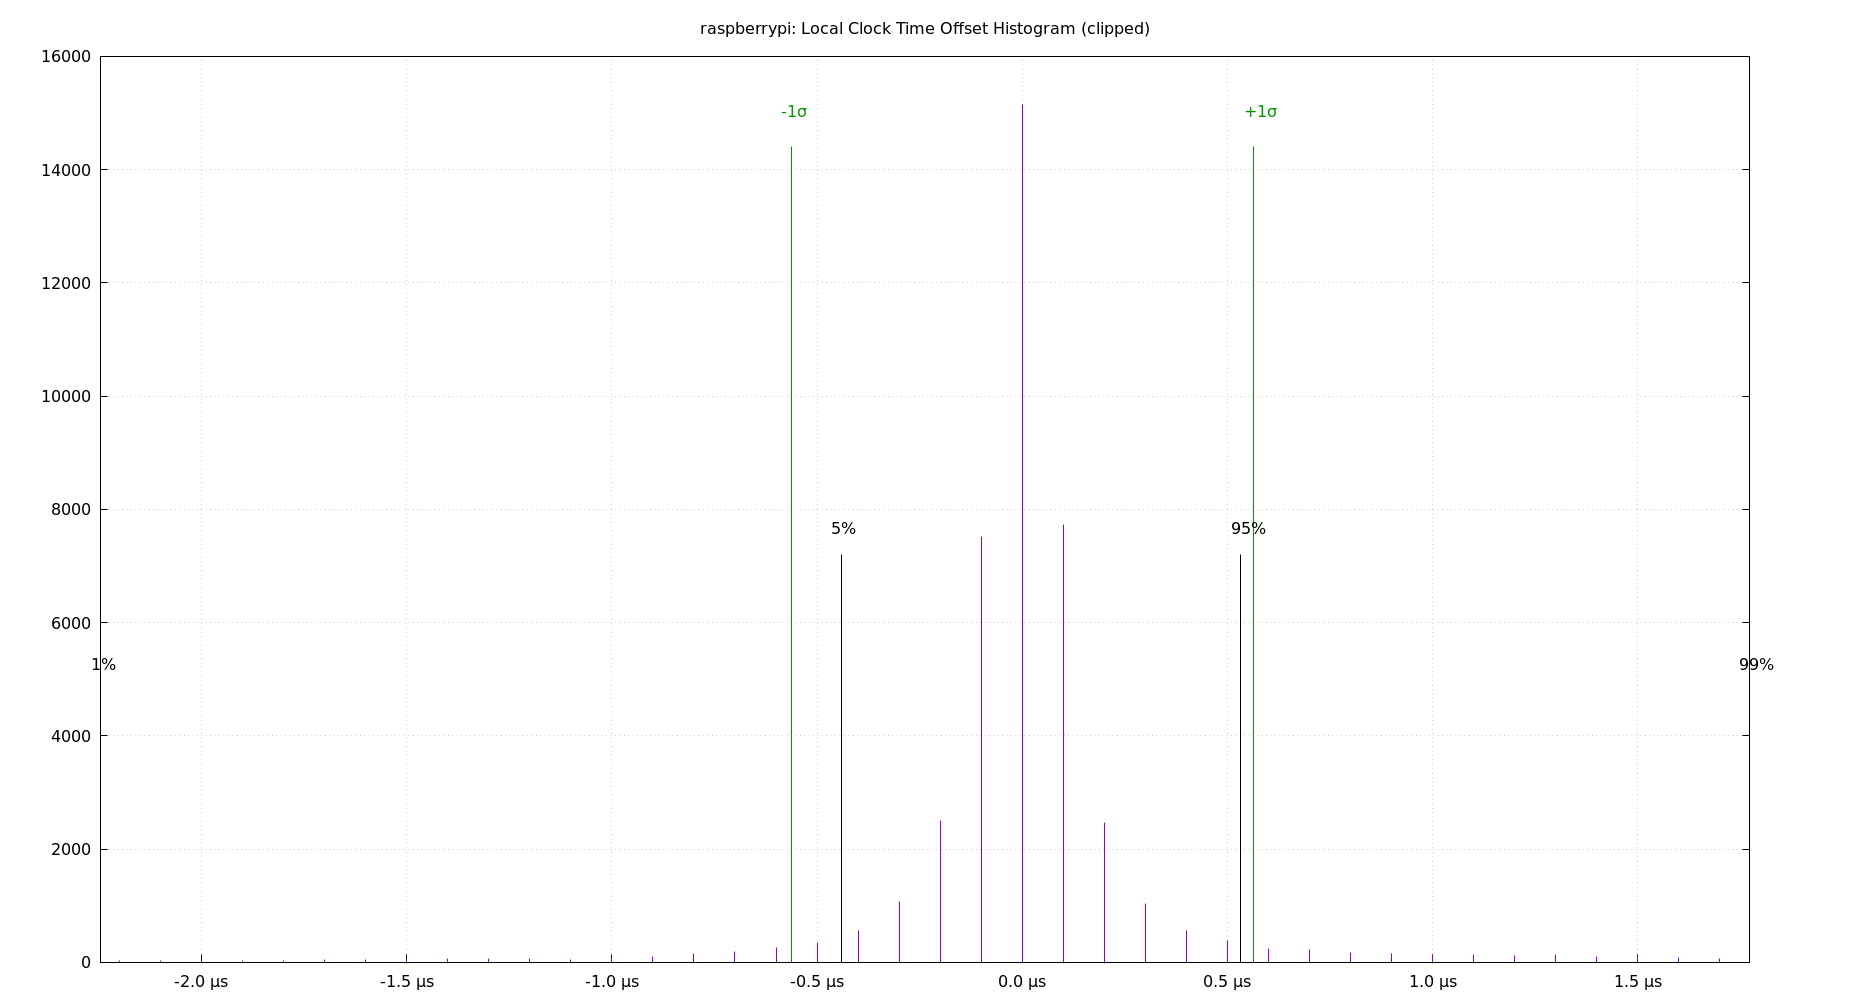 raspberrypi: Local Clock Time Offset Histogram (clipped)
16000
-1σ
+1σ
14000
12000
10000
8000
5%
95%
6000
1%
99%
4000
2000
0
-2.0 µs
-1.5 µs
-1.0 µs
-0.5 µs
0.0 µs
0.5 µs
1.0 µs
1.5 µs